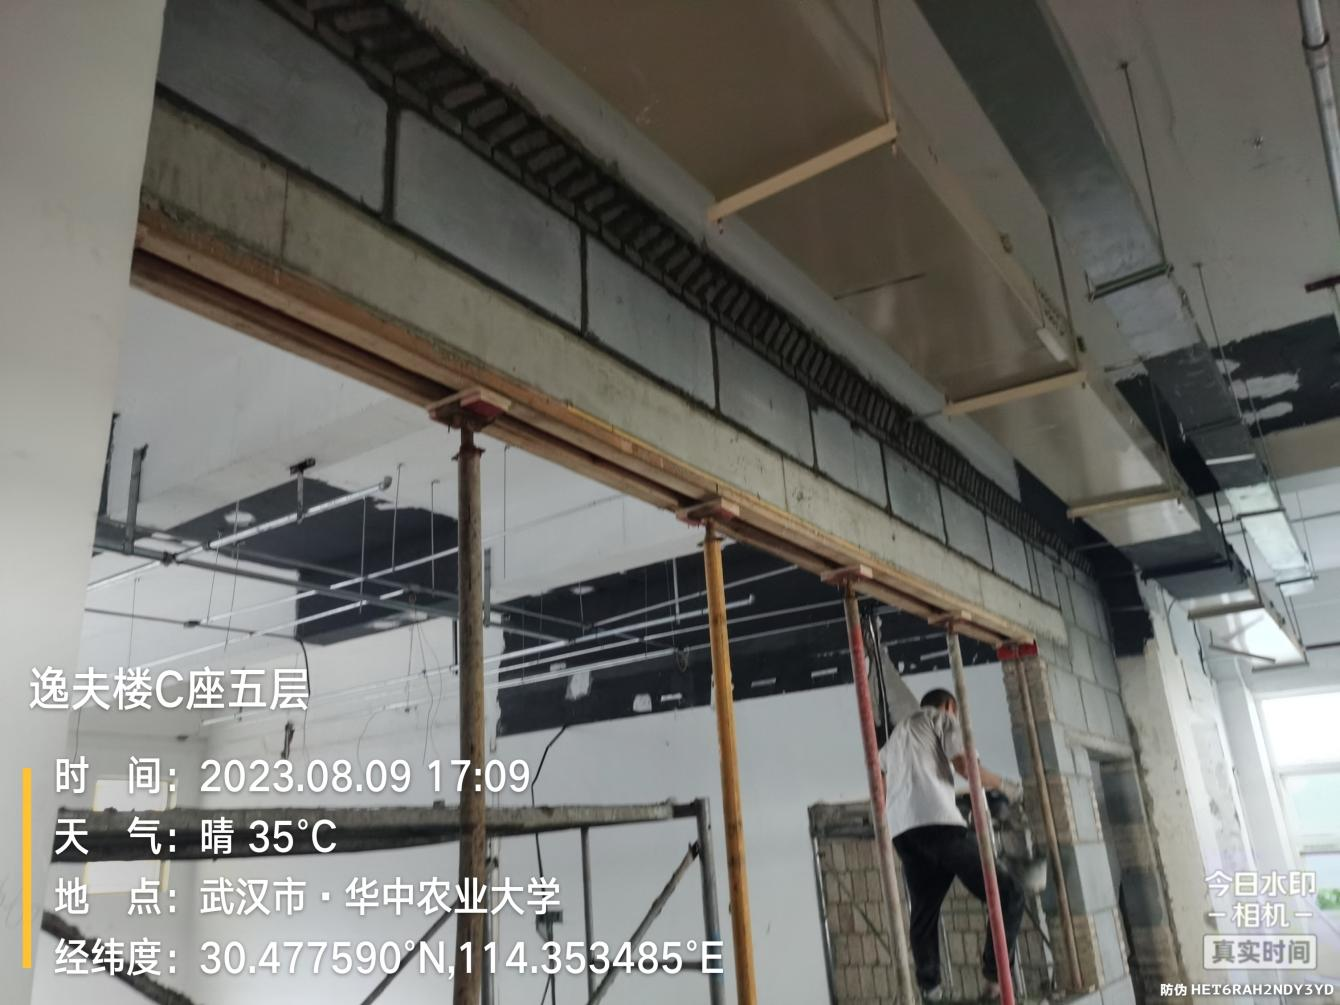 逸夫楼C座五层
时 间：2023.08.09 17:09
天 气：晴 35°C
地 点：武汉市·华中农业大学
经纬度：30.477590°N,114.353485°E
今日水印
相机
真实时间
防伪 HET6RAH2NDY3YD